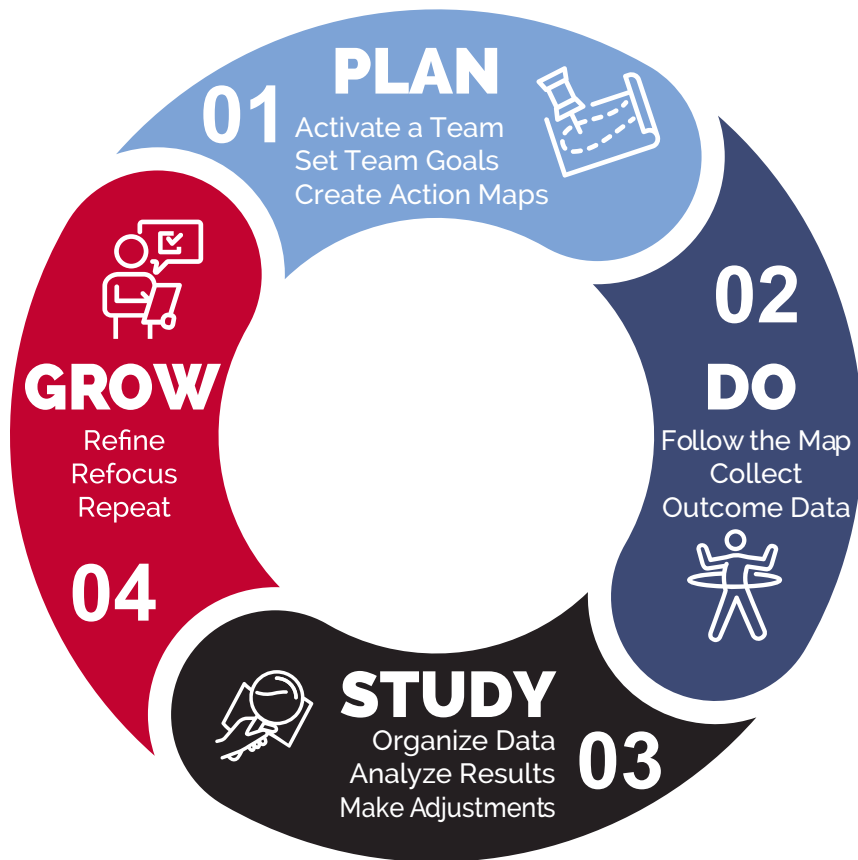 01
PLAN
Activate a Team
Set Team Goals
Create Action Maps
02
DO
Follow the Map
Collect
Outcome Data
STUDY
Organize Data
Analyze Results
Make Adjustments
03
GROW
Refine
Refocus
Repeat
04